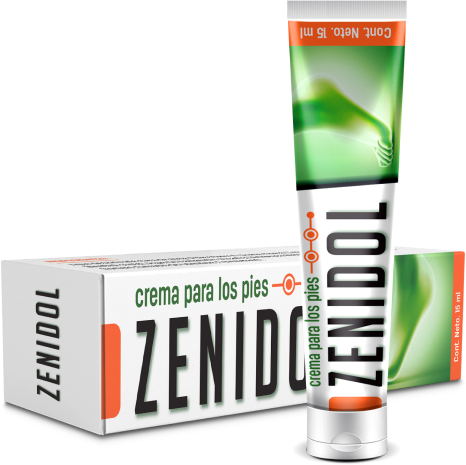 Cont. Neto. 15 ml
ZENIDOL
crema para los pies
ZENIDOL
crema para los pies
ZENIDOL
Cont. Neto. 15 ml